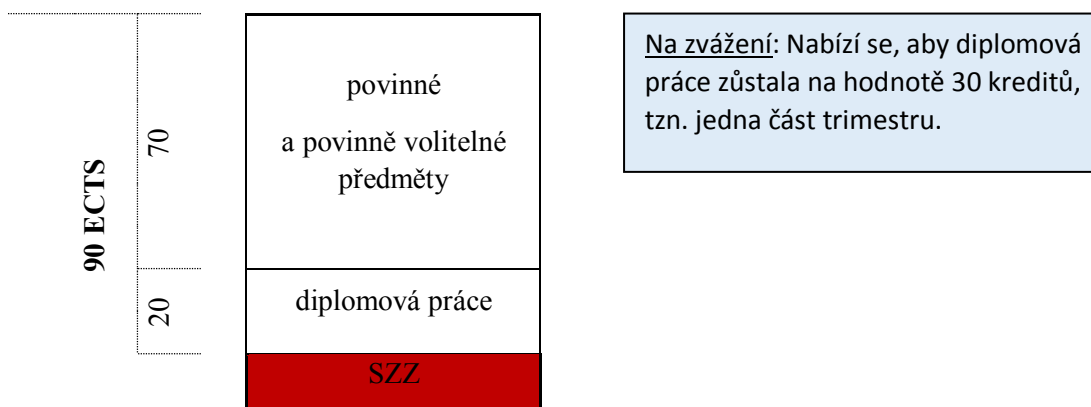 90 ECTS
70
20
povinné
a povinně volitelné
předměty
diplomová práce
SZZ
Na zvážení: Nabízí se, aby diplomová
práce zůstala na hodnotě 30 kreditů,
tzn. jedna část trimestru.